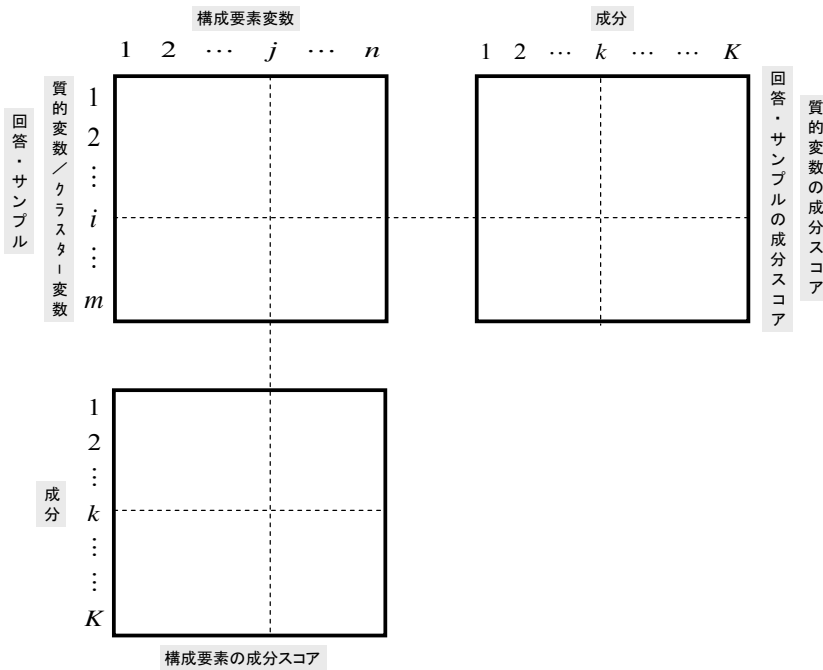 構成要素変数
1 2 ⋯ j ⋯ n
回答・サンプル
質的変数/クラスター変数
1
2
⋮
i
⋮
m
成分
1 2 ⋯ k ⋯ ⋯ K
回答・サンプルの成分スコア
質的変数の成分スコア
成分
1
2
⋮
k
⋮
⋮
K
構成要素の成分スコア